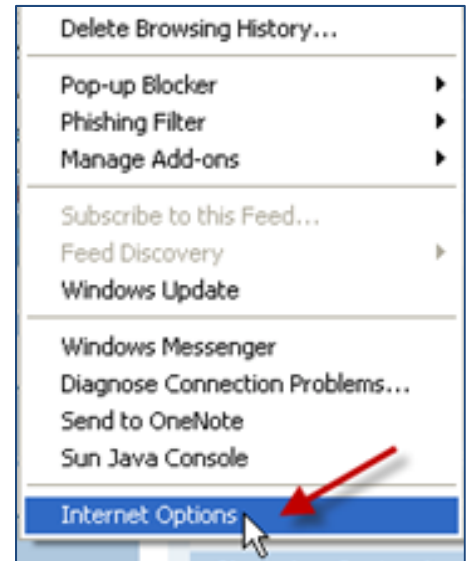 Delete Browsing History...
Pop-up Blocker
Phishing Filter
Manage Add-ons
Subscribe to this Feed...
Feed Discovery
Windows Update
Windows Messenger
Diagnose Connection Problems...
Send to OneNote
Sun Java Console
Internet Options